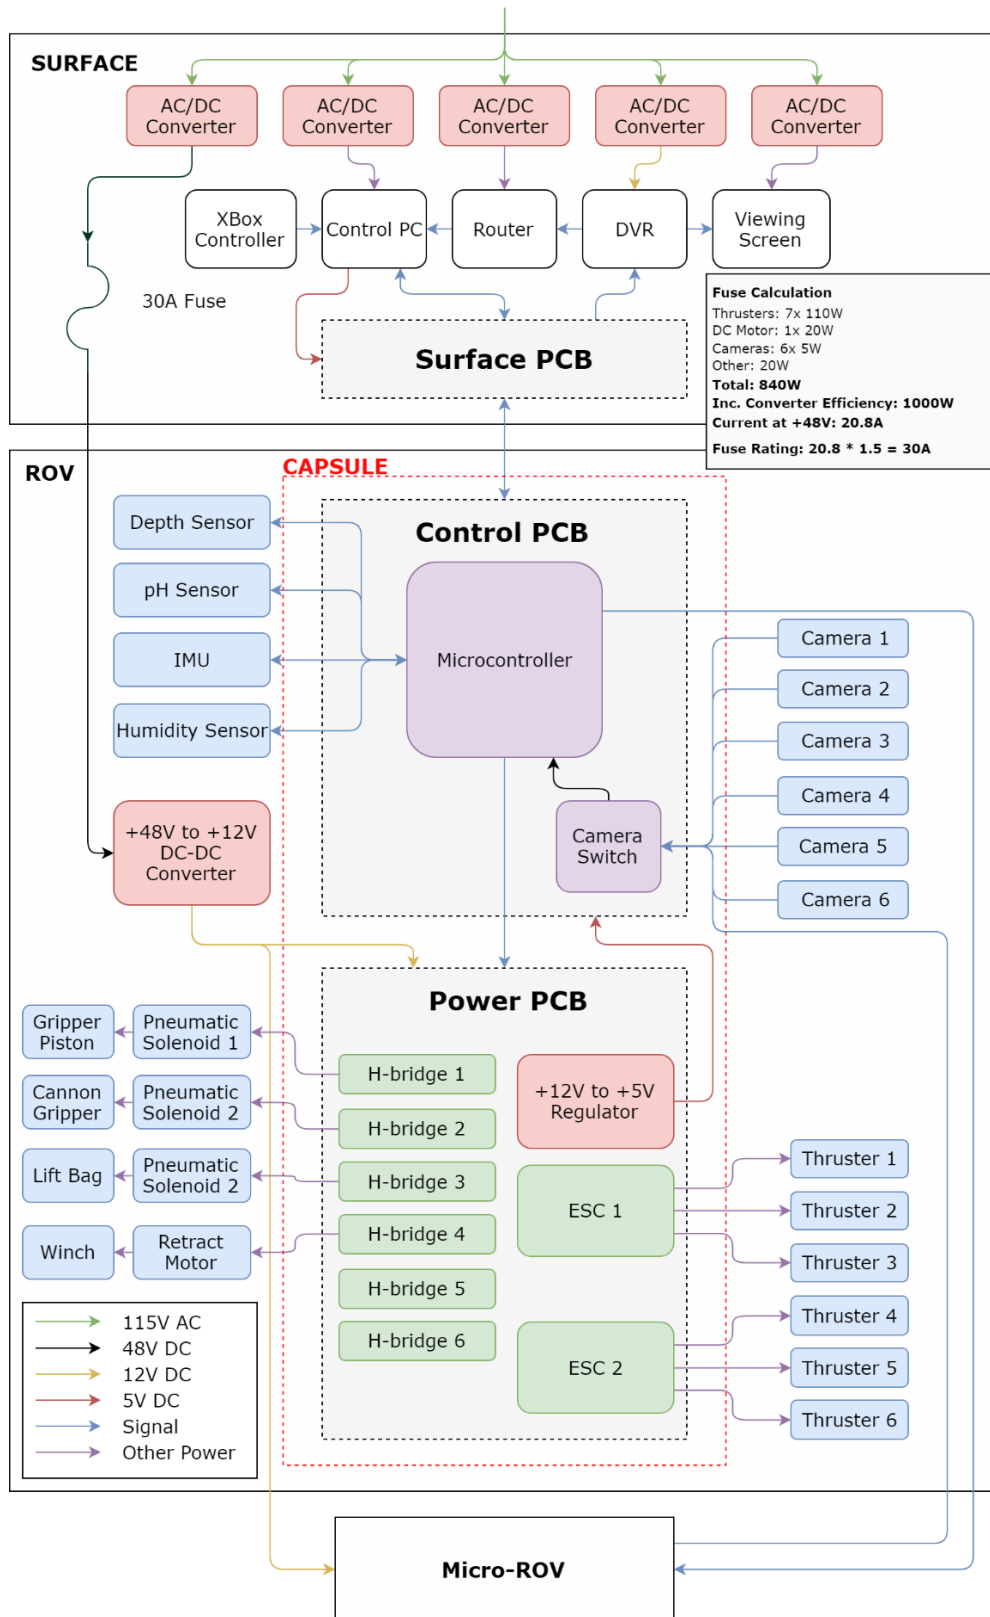 SURFACE
AC/DC
Converter
AC/DC
Converter
AC/DC
Converter
AC/DC
Converter
AC/DC
Converter
XBox
Controller
Control PC
Router
DVR
Viewing
Screen
30A Fuse
Surface PCB
Fuse Calculation
Thrusters: 7x 110W
DC Motor: 1x 20W
Cameras: 6x 5W
Other: 20W
Total: 840W
Inc. Converter Efficiency: 1000W
Current at +48V: 20.8A
Fuse Rating: 20.8 * 1.5 = 30A
ROV
CAPSULE
Control PCB
Depth Sensor
pH Sensor
IMU
Humidity Sensor
Microcontroller
Camera 1
Camera 2
Camera 3
Camera 4
Camera 5
Camera 6
Camera
Switch
+48V to +12V
DC-DC
Converter
Power PCB
Gripper
Piston
Pneumatic
Solenoid 1
Cannon
Gripper
Pneumatic
Solenoid 2
Lift Bag
Pneumatic
Solenoid 2
Winch
Retract
Motor
H-bridge 1
H-bridge 2
H-bridge 3
H-bridge 4
H-bridge 5
H-bridge 6
+12V to +5V
Regulator
ESC 1
ESC 2
Thruster 1
Thruster 2
Thruster 3
Thruster 4
Thruster 5
Thruster 6
115V AC
48V DC
12V DC
5V DC
Signal
Other Power
Micro-ROV